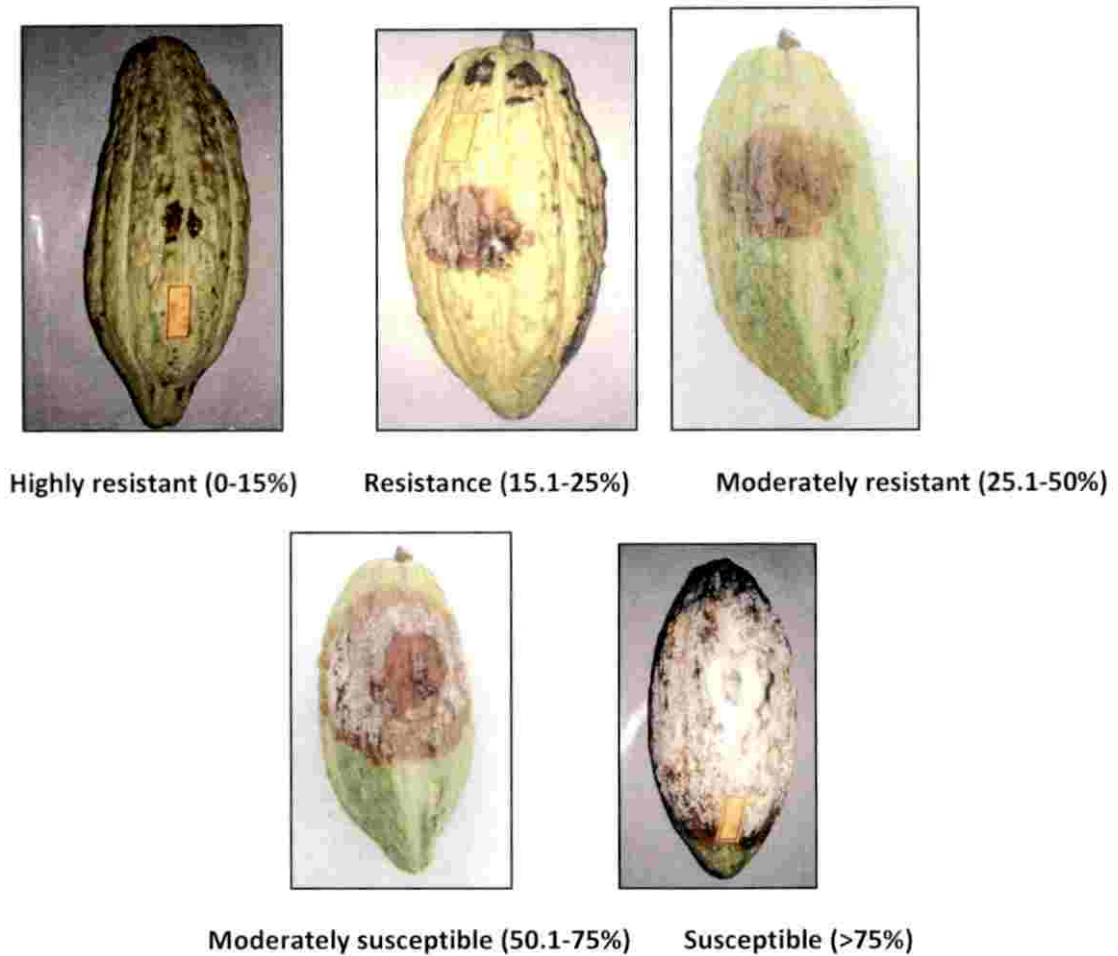 Highly resistant (0-15%) Resistance (15.1-25%) Moderately resistant (25.1-50%)
Moderately susceptible (50.1-75%) Susceptible (>75%)